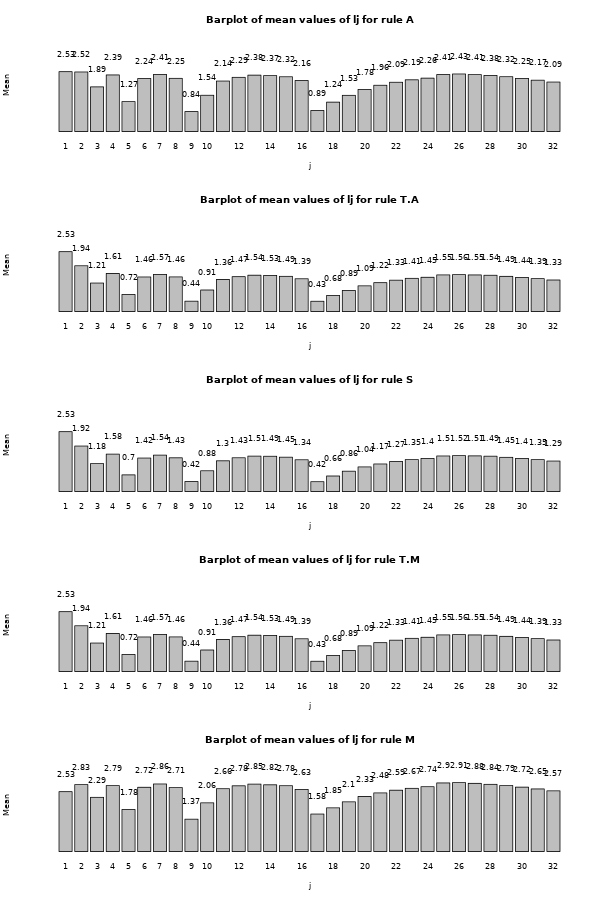 Barplot of mean values of lj for rule A
Mean
2.53 2.52 1.89 2.39 1.27 2.24 2.41 2.25 0.84 1.54 2.14 2.29 2.38 2.37 2.32 2.16 0.89 1.24 1.53 1.78 1.96 2.09 2.19 2.26 2.41 2.43 2.41 2.38 2.32 2.25 2.17 2.09
1 2 3 4 5 6 7 8 9 10 12 14 16 18 20 22 24 26 28 30 32
j
Barplot of mean values of lj for rule T.A
Mean
2.53 1.94 1.21 1.61 0.72 1.46 1.57 1.46 0.44 0.91 1.36 1.47 1.54 1.53 1.49 1.39 0.43 0.68 0.89 1.09 1.22 1.33 1.41 1.45 1.55 1.56 1.55 1.54 1.49 1.44 1.39 1.33
1 2 3 4 5 6 7 8 9 10 12 14 16 18 20 22 24 26 28 30 32
j
Barplot of mean values of lj for rule S
Mean
2.53 1.92 1.18 1.58 0.7 1.42 1.54 1.43 0.42 0.88 1.3 1.43 1.5 1.49 1.45 1.34 0.42 0.66 0.86 1.04 1.17 1.27 1.35 1.4 1.5 1.52 1.51 1.49 1.45 1.4 1.35 1.29
1 2 3 4 5 6 7 8 9 10 12 14 16 18 20 22 24 26 28 30 32
j
Barplot of mean values of lj for rule T.M
Mean
2.53 1.94 1.21 1.61 0.72 1.46 1.57 1.46 0.44 0.91 1.36 1.47 1.54 1.53 1.49 1.39 0.43 0.68 0.89 1.09 1.22 1.33 1.41 1.45 1.55 1.56 1.55 1.54 1.49 1.44 1.39 1.33
1 2 3 4 5 6 7 8 9 10 12 14 16 18 20 22 24 26 28 30 32
j
Barplot of mean values of lj for rule M
Mean
2.53 2.83 2.29 2.79 1.78 2.72 2.86 2.71 1.37 2.06 2.66 2.78 2.85 2.82 2.78 2.63 1.58 1.85 2.1 2.33 2.48 2.59 2.67 2.74 2.9 2.91 2.88 2.84 2.79 2.72 2.65 2.57
1 2 3 4 5 6 7 8 9 10 12 14 16 18 20 22 24 26 28 30 32
j